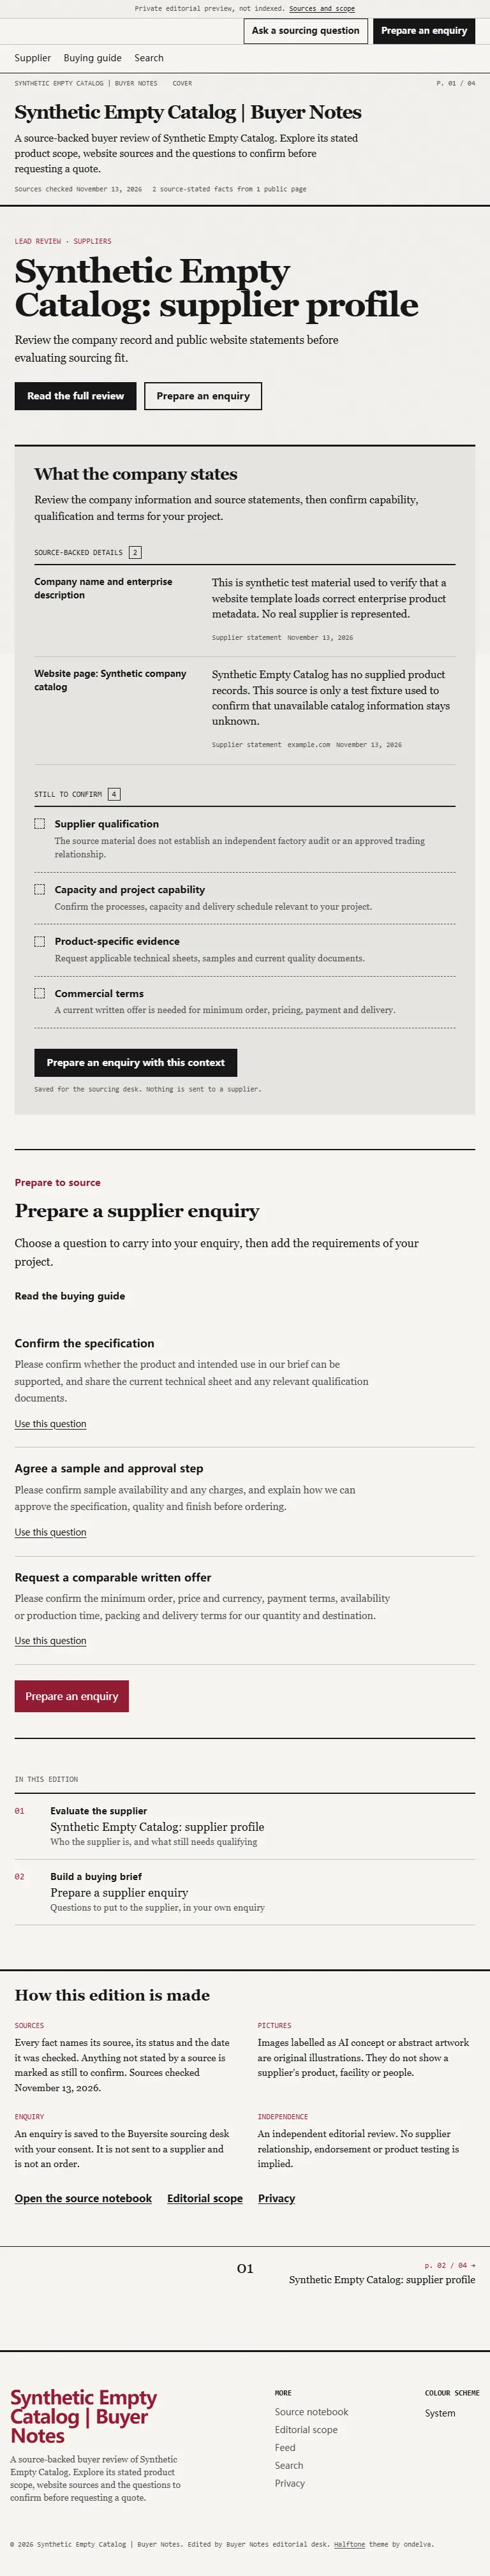 Private editorial preview, not indexed. Sources and scope
Ask a sourcing question
Prepare an enquiry
Supplier
Buying guide
Search
SYNTHETIC EMPTY CATALOG | BUYER NOTES
COVER
P. 01 / 04
Synthetic Empty Catalog | Buyer Notes
A source-backed buyer review of Synthetic Empty Catalog. Explore its stated
product scope, website sources and the questions to confirm before
requesting a quote.
Sources checked November 13, 2026
2 source-stated facts from 1 public page
LEAD REVIEW · SUPPLIERS
Synthetic Empty
Catalog: supplier profile
Review the company record and public website statements before
evaluating sourcing fit.
Read the full review
Prepare an enquiry
What the company states
Review the company information and source statements, then confirm capability,
qualification and terms for your project.
SOURCE-BACKED DETAILS 2
Company name and enterprise
description
This is synthetic test material used to verify that a
website template loads correct enterprise product
metadata. No real supplier is represented.
Supplier statement November 13, 2026
Website page: Synthetic company
catalog
Synthetic Empty Catalog has no supplied product
records. This source is only a test fixture used to
confirm that unavailable catalog information stays
unknown.
Supplier statement example.com November 13, 2026
STILL TO CONFIRM 4
Supplier qualification
The source material does not establish an independent factory audit or an approved trading
relationship.
Capacity and project capability
Confirm the processes, capacity and delivery schedule relevant to your project.
Product-specific evidence
Request applicable technical sheets, samples and current quality documents.
Commercial terms
A current written offer is needed for minimum order, pricing, payment and delivery.
Prepare an enquiry with this context
Saved for the sourcing desk. Nothing is sent to a supplier.
Prepare to source
Prepare a supplier enquiry
Choose a question to carry into your enquiry, then add the requirements of your
project.
Read the buying guide
Confirm the specification
Please confirm whether the product and intended use in our brief can be
supported, and share the current technical sheet and any relevant qualification
documents.
Use this question
Agree a sample and approval step
Please confirm sample availability and any charges, and explain how we can
approve the specification, quality and finish before ordering.
Use this question
Request a comparable written offer
Please confirm the minimum order, price and currency, payment terms, availability
or production time, packing and delivery terms for our quantity and destination.
Use this question
Prepare an enquiry
IN THIS EDITION
01
Evaluate the supplier
Synthetic Empty Catalog: supplier profile
Who the supplier is, and what still needs qualifying
02
Build a buying brief
Prepare a supplier enquiry
Questions to put to the supplier, in your own enquiry
How this edition is made
SOURCES
Every fact names its source, its status and the date
it was checked. Anything not stated by a source is
marked as still to confirm. Sources checked
November 13, 2026.
PICTURES
Images labelled as AI concept or abstract artwork
are original illustrations. They do not show a
supplier's product, facility or people.
ENQUIRY
An enquiry is saved to the Buyersite sourcing desk
with your consent. It is not sent to a supplier and
is not an order.
INDEPENDENCE
An independent editorial review. No supplier
relationship, endorsement or product testing is
implied.
Open the source notebook
Editorial scope
Privacy
01
p. 02 / 04 →
Synthetic Empty Catalog: supplier profile
Synthetic Empty
Catalog | Buyer
Notes
A source-backed buyer review of Synthetic
Empty Catalog. Explore its stated product
scope, website sources and the questions to
confirm before requesting a quote.
MORE
Source notebook
Editorial scope
Feed
Search
Privacy
COLOUR SCHEME
System
© 2026 Synthetic Empty Catalog | Buyer Notes. Edited by Buyer Notes editorial desk. Halftone theme by ondelva.